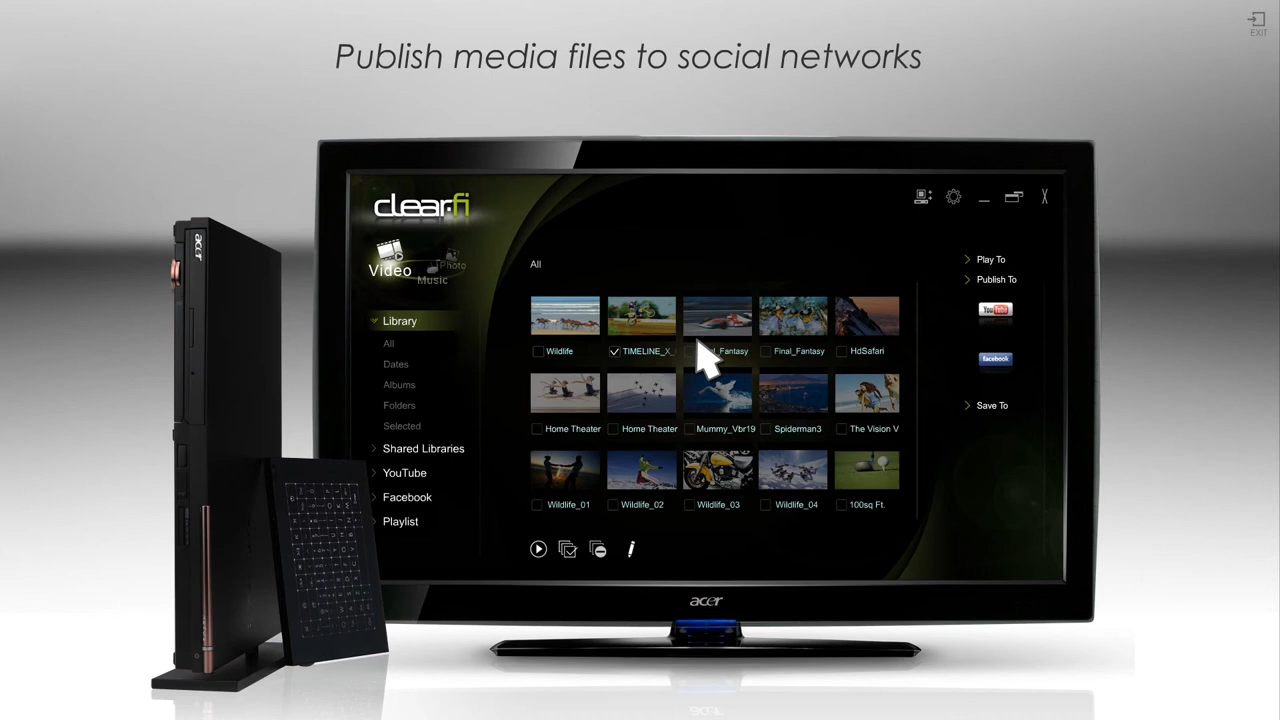 EXIT
Publish media files to social networks
clear.fi
Video
Photo
Music
Library
All
Dates
Albums
Folders
Selected
Shared Libraries
YouTube
Facebook
Playlist
All
Wildlife
TIMELINE_X
_Fantasy
Final_Fantasy
HdSafari
Home Theater
Home Theater
Mummy_Vbr19
Spiderman3
The Vision V
Wildlife_01
Wildlife_02
Wildlife_03
Wildlife_04
100sq Ft.
Play To
Publish To
YouTube
facebook
Save To
acer
acer